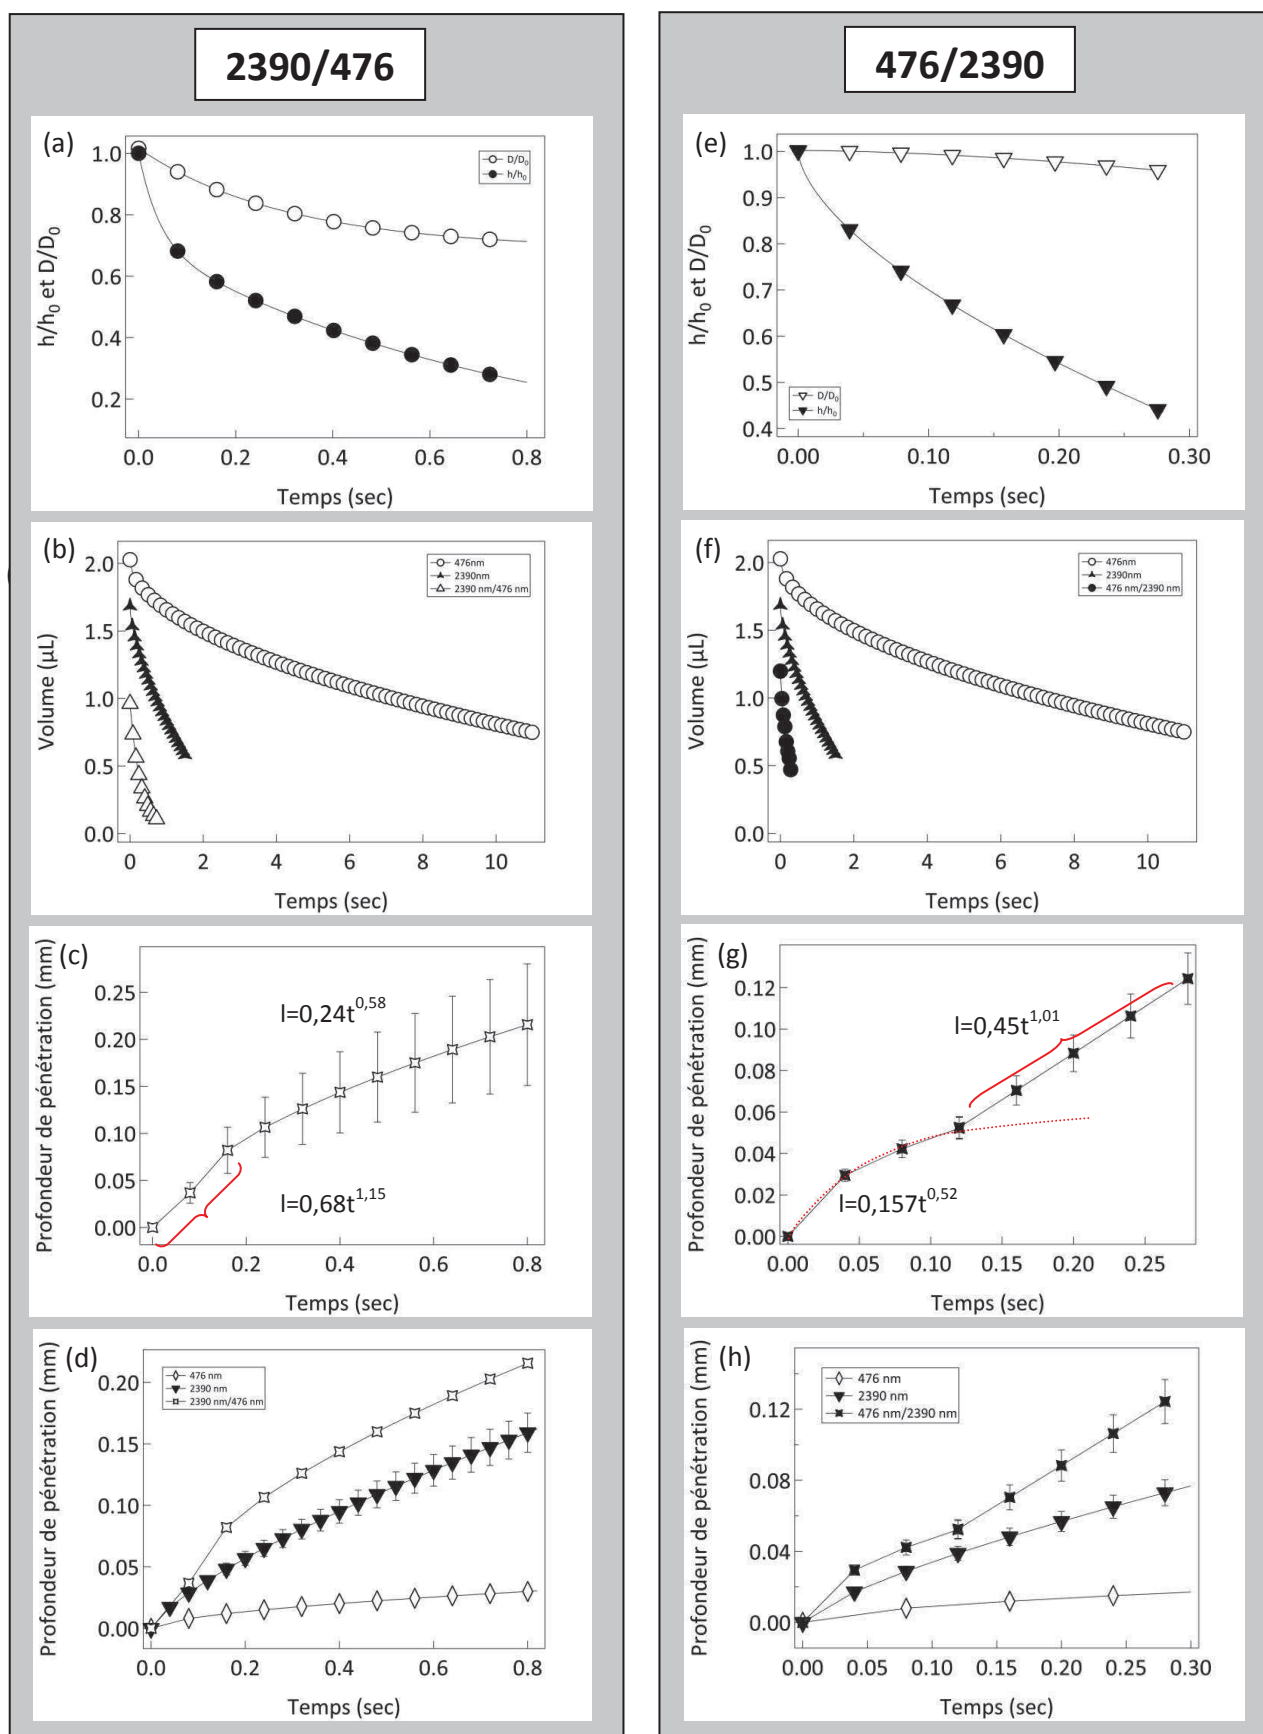 2390/476
(a)
D/D0
h/h0
1.0
0.8
0.6
0.4
0.2
h/h0 et D/D0
0.0 0.2 0.4 0.6 0.8
Temps (sec)
(b)
476nm
2390nm
2390 nm/476 nm
2.0
1.5
1.0
0.5
0.0
Volume (µL)
0 2 4 6 8 10
Temps (sec)
(c)
0.25
0.20
0.15
0.10
0.05
0.00
Profondeur de pénétration (mm)
l=0,24t^0,58
l=0,68t^1,15
0.0 0.2 0.4 0.6 0.8
Temps (sec)
(d)
476 nm
2390 nm
2390 nm/476 nm
0.20
0.15
0.10
0.05
0.00
Profondeur de pénétration (mm)
0.0 0.2 0.4 0.6 0.8
Temps (sec)
476/2390
(e)
1.0
0.9
0.8
0.7
0.6
0.5
0.4
h/h0 et D/D0
D/D0
h/h0
0.00 0.10 0.20 0.30
Temps (sec)
(f)
476nm
2390nm
476 nm/2390 nm
2.0
1.5
1.0
0.5
0.0
Volume (µL)
0 2 4 6 8 10
Temps (sec)
(g)
0.12
0.10
0.08
0.06
0.04
0.02
0.00
Profondeur de pénétration (mm)
l=0,45t^1,01
l=0,157t^0,52
0.00 0.05 0.10 0.15 0.20 0.25
Temps (sec)
(h)
476 nm
2390 nm
476 nm/2390 nm
0.12
0.08
0.04
0.00
Profondeur de pénétration (mm)
0.00 0.05 0.10 0.16 0.20 0.25 0.30
Temps (sec)